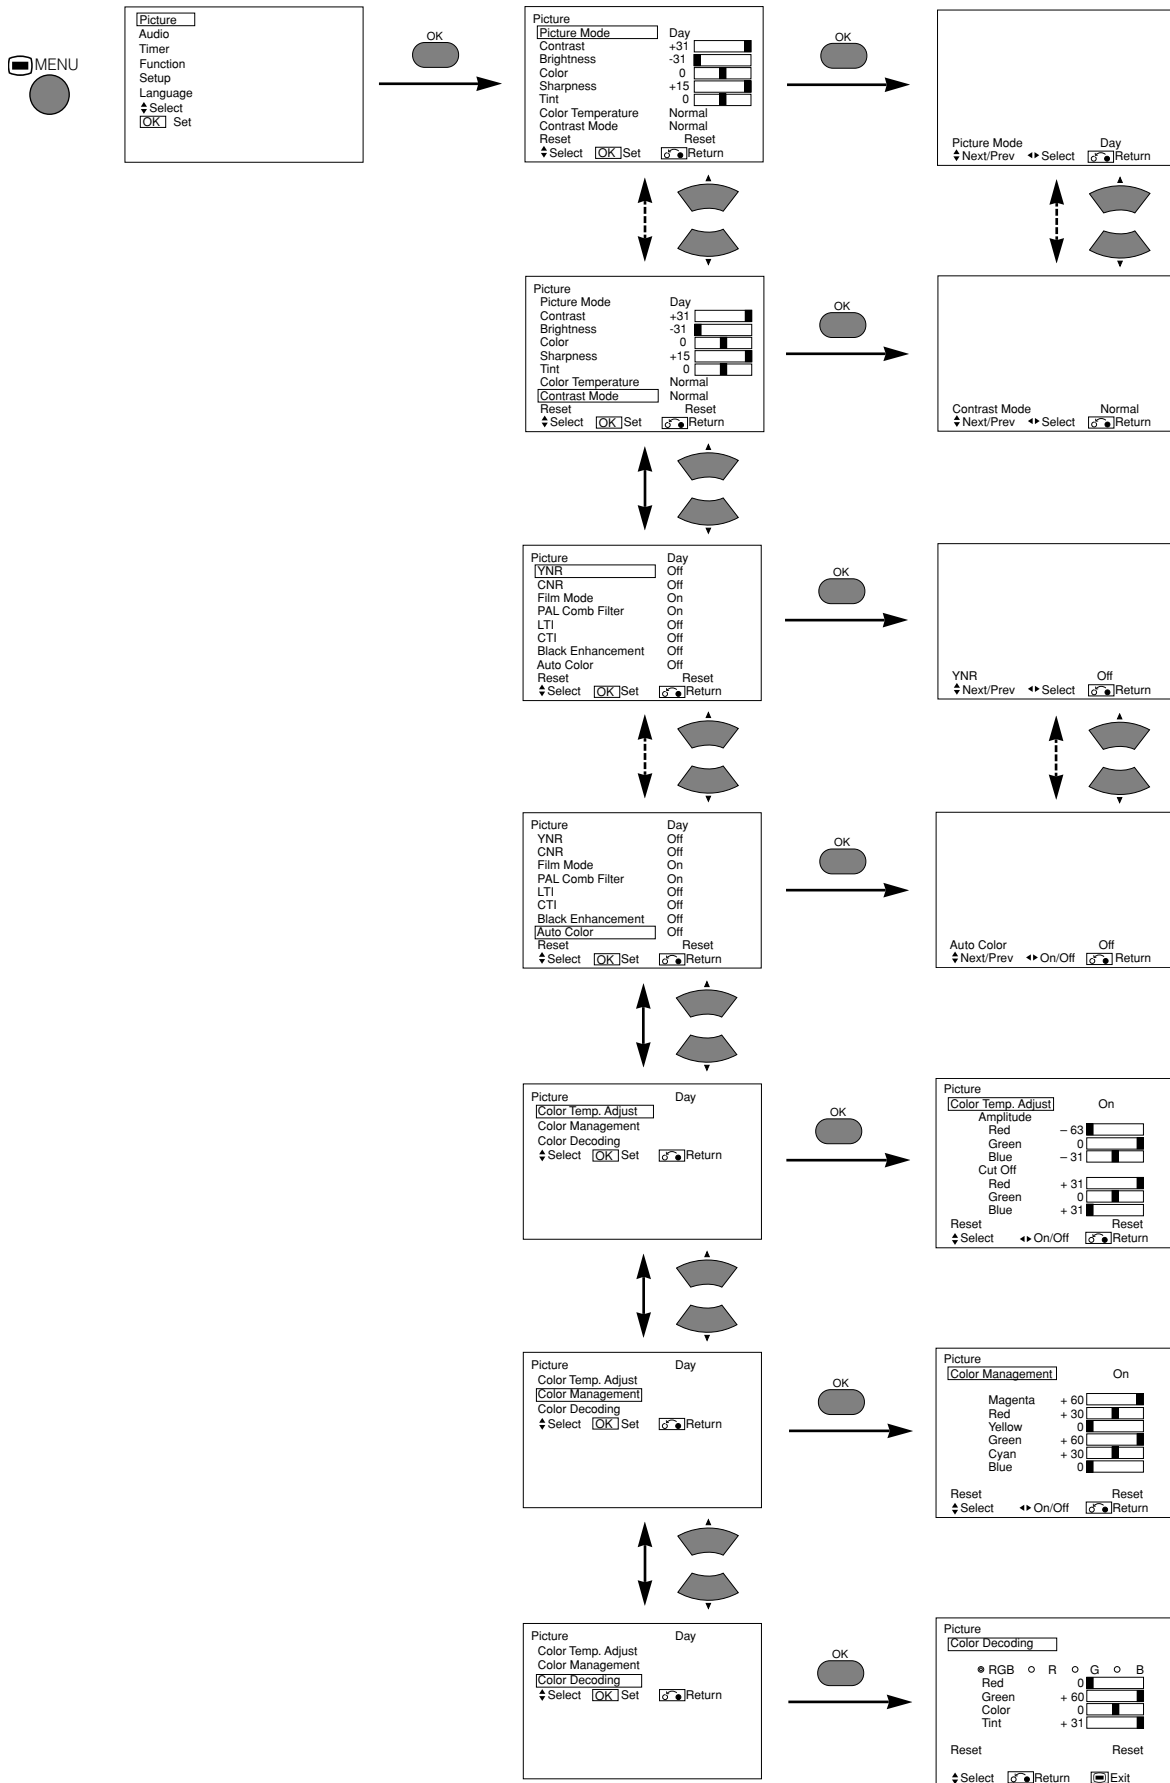 MENU
Picture
Audio
Timer
Function
Setup
Language
Select
OK Set
OK
Picture
Picture Mode Day
Contrast +31
Brightness -31
Color 0
Sharpness +15
Tint 0
Color Temperature Normal
Contrast Mode Normal
Reset Reset
Select OK Set Return
OK
Picture Mode Day
Next/Prev Select Return
Picture
Picture Mode Day
Contrast +31
Brightness -31
Color 0
Sharpness +15
Tint 0
Color Temperature Normal
Contrast Mode Normal
Reset Reset
Select OK Set Return
OK
Contrast Mode Normal
Next/Prev Select Return
Picture Day
YNR Off
CNR Off
Film Mode On
PAL Comb Filter On
LTI Off
CTI Off
Black Enhancement Off
Auto Color Off
Reset Reset
Select OK Set Return
OK
YNR Off
Next/Prev Select Return
Picture Day
YNR Off
CNR Off
Film Mode On
PAL Comb Filter On
LTI Off
CTI Off
Black Enhancement Off
Auto Color Off
Reset Reset
Select OK Set Return
OK
Auto Color Off
Next/Prev On/Off Return
Picture Day
Color Temp. Adjust
Color Management
Color Decoding
Select OK Set Return
OK
Picture
Color Temp. Adjust On
Amplitude
Red – 63
Green 0
Blue – 31
Cut Off
Red + 31
Green 0
Blue + 31
Reset Reset
Select On/Off Return
Picture Day
Color Temp. Adjust
Color Management
Color Decoding
Select OK Set Return
OK
Picture
Color Management On
Magenta + 60
Red + 30
Yellow 0
Green + 60
Cyan + 30
Blue 0
Reset Reset
Select On/Off Return
Picture Day
Color Temp. Adjust
Color Management
Color Decoding
Select OK Set Return
OK
Picture
Color Decoding
RGB R G B
Red 0
Green + 60
Color 0
Tint + 31
Reset Reset
Select Return Exit